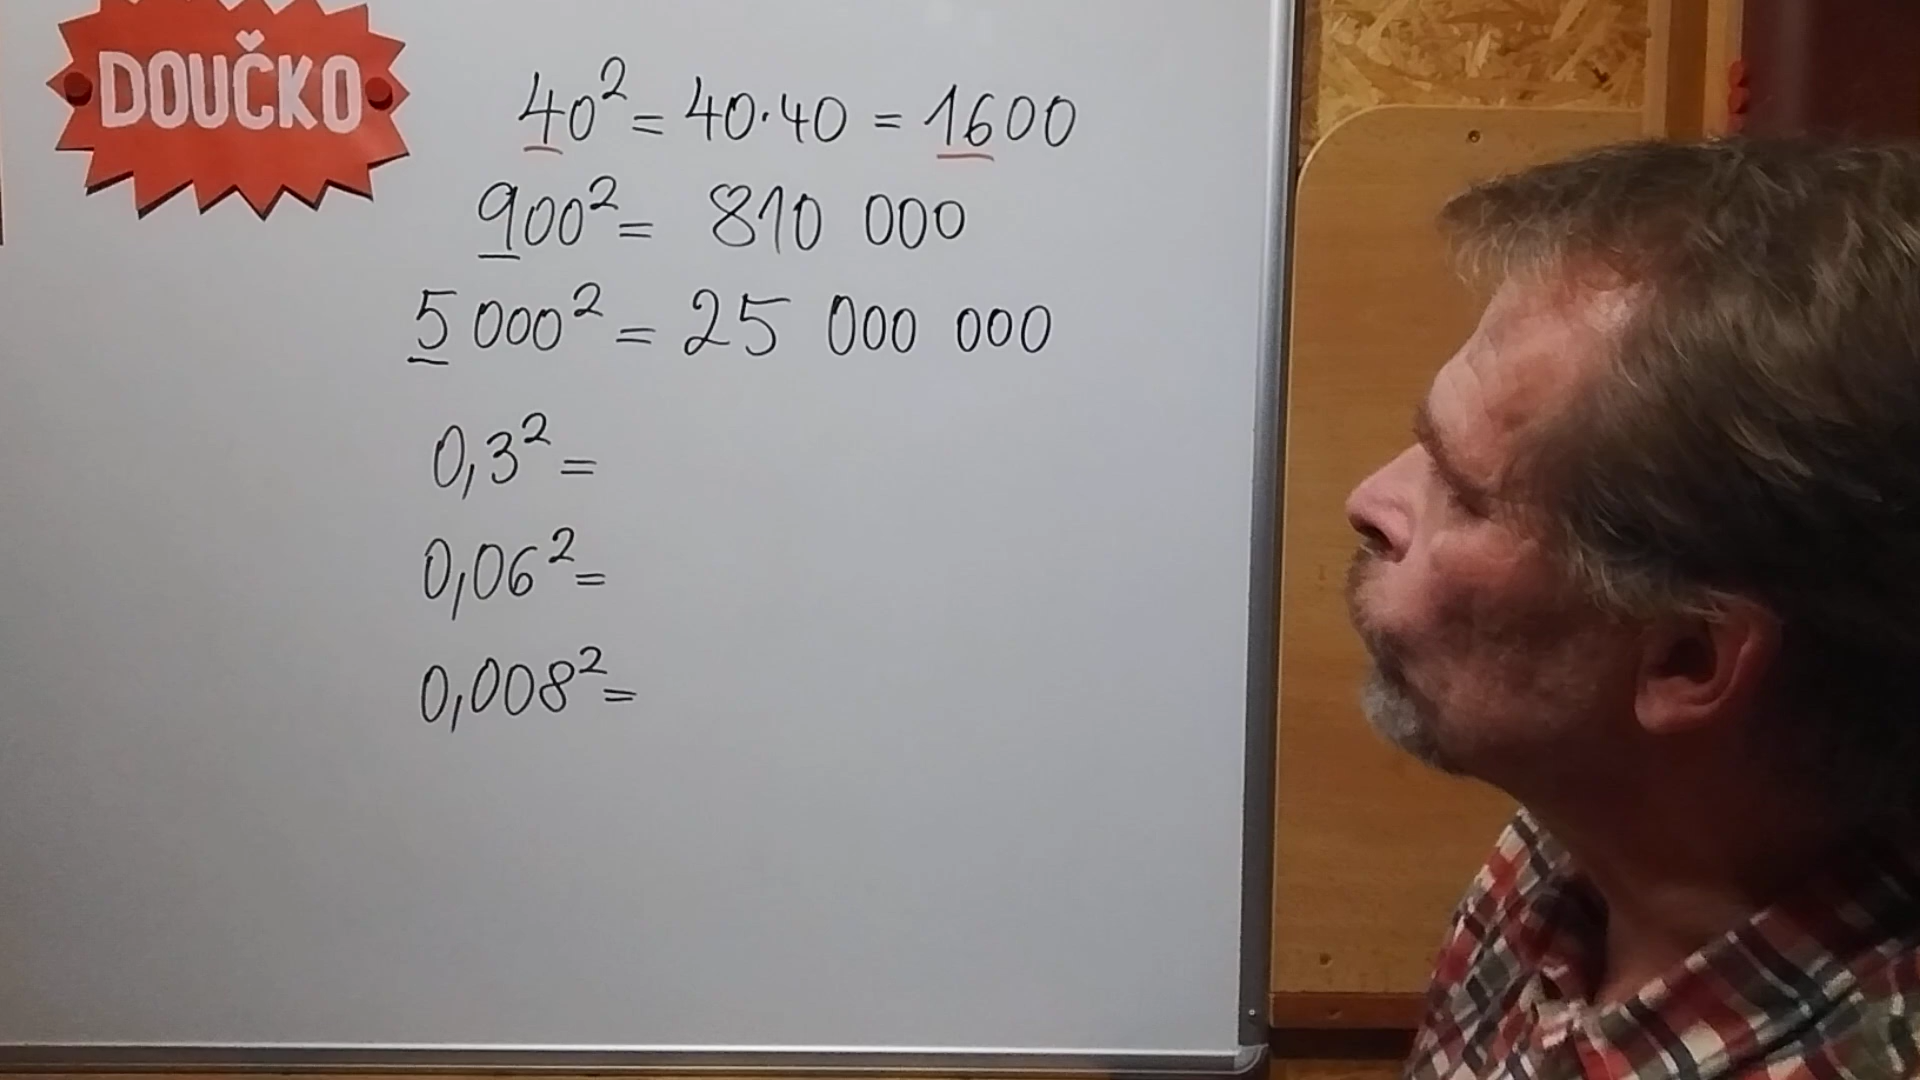 DOUČKO
40² = 40·40 = 1600
900² = 810 000
5 000² = 25 000 000
0,3² =
0,06² =
0,008² =